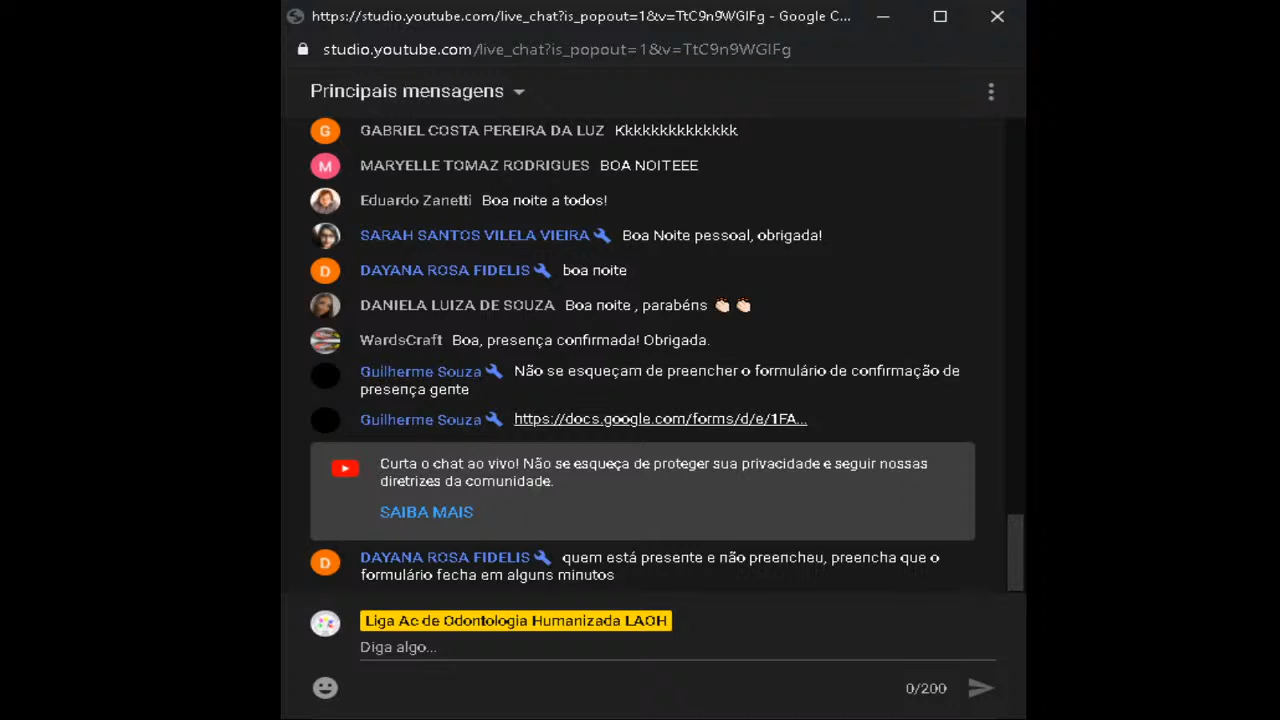 https://studio.youtube.com/live_chat?is_popout=1&v=TtC9n9WGlFg - Google C...
studio.youtube.com/live_chat?is_popout=1&v=TtC9n9WGlFg
Principais mensagens
G GABRIEL COSTA PEREIRA DA LUZ Kkkkkkkkkkkkkk
M MARYELLE TOMAZ RODRIGUES BOA NOITEEE
Eduardo Zanetti Boa noite a todos!
SARAH SANTOS VILELA VIEIRA Boa Noite pessoal, obrigada!
D DAYANA ROSA FIDELIS boa noite
DANIELA LUIZA DE SOUZA Boa noite , parabéns 👏🏻 👏🏻
WardsCraft Boa, presença confirmada! Obrigada.
Guilherme Souza Não se esqueçam de preencher o formulário de confirmação de
presença gente
Guilherme Souza https://docs.google.com/forms/d/e/1FA...
Curta o chat ao vivo! Não se esqueça de proteger sua privacidade e seguir nossas
diretrizes da comunidade.
SAIBA MAIS
D DAYANA ROSA FIDELIS quem está presente e não preencheu, preencha que o
formulário fecha em alguns minutos
Liga Ac de Odontologia Humanizada LAOH
Diga algo...
0/200